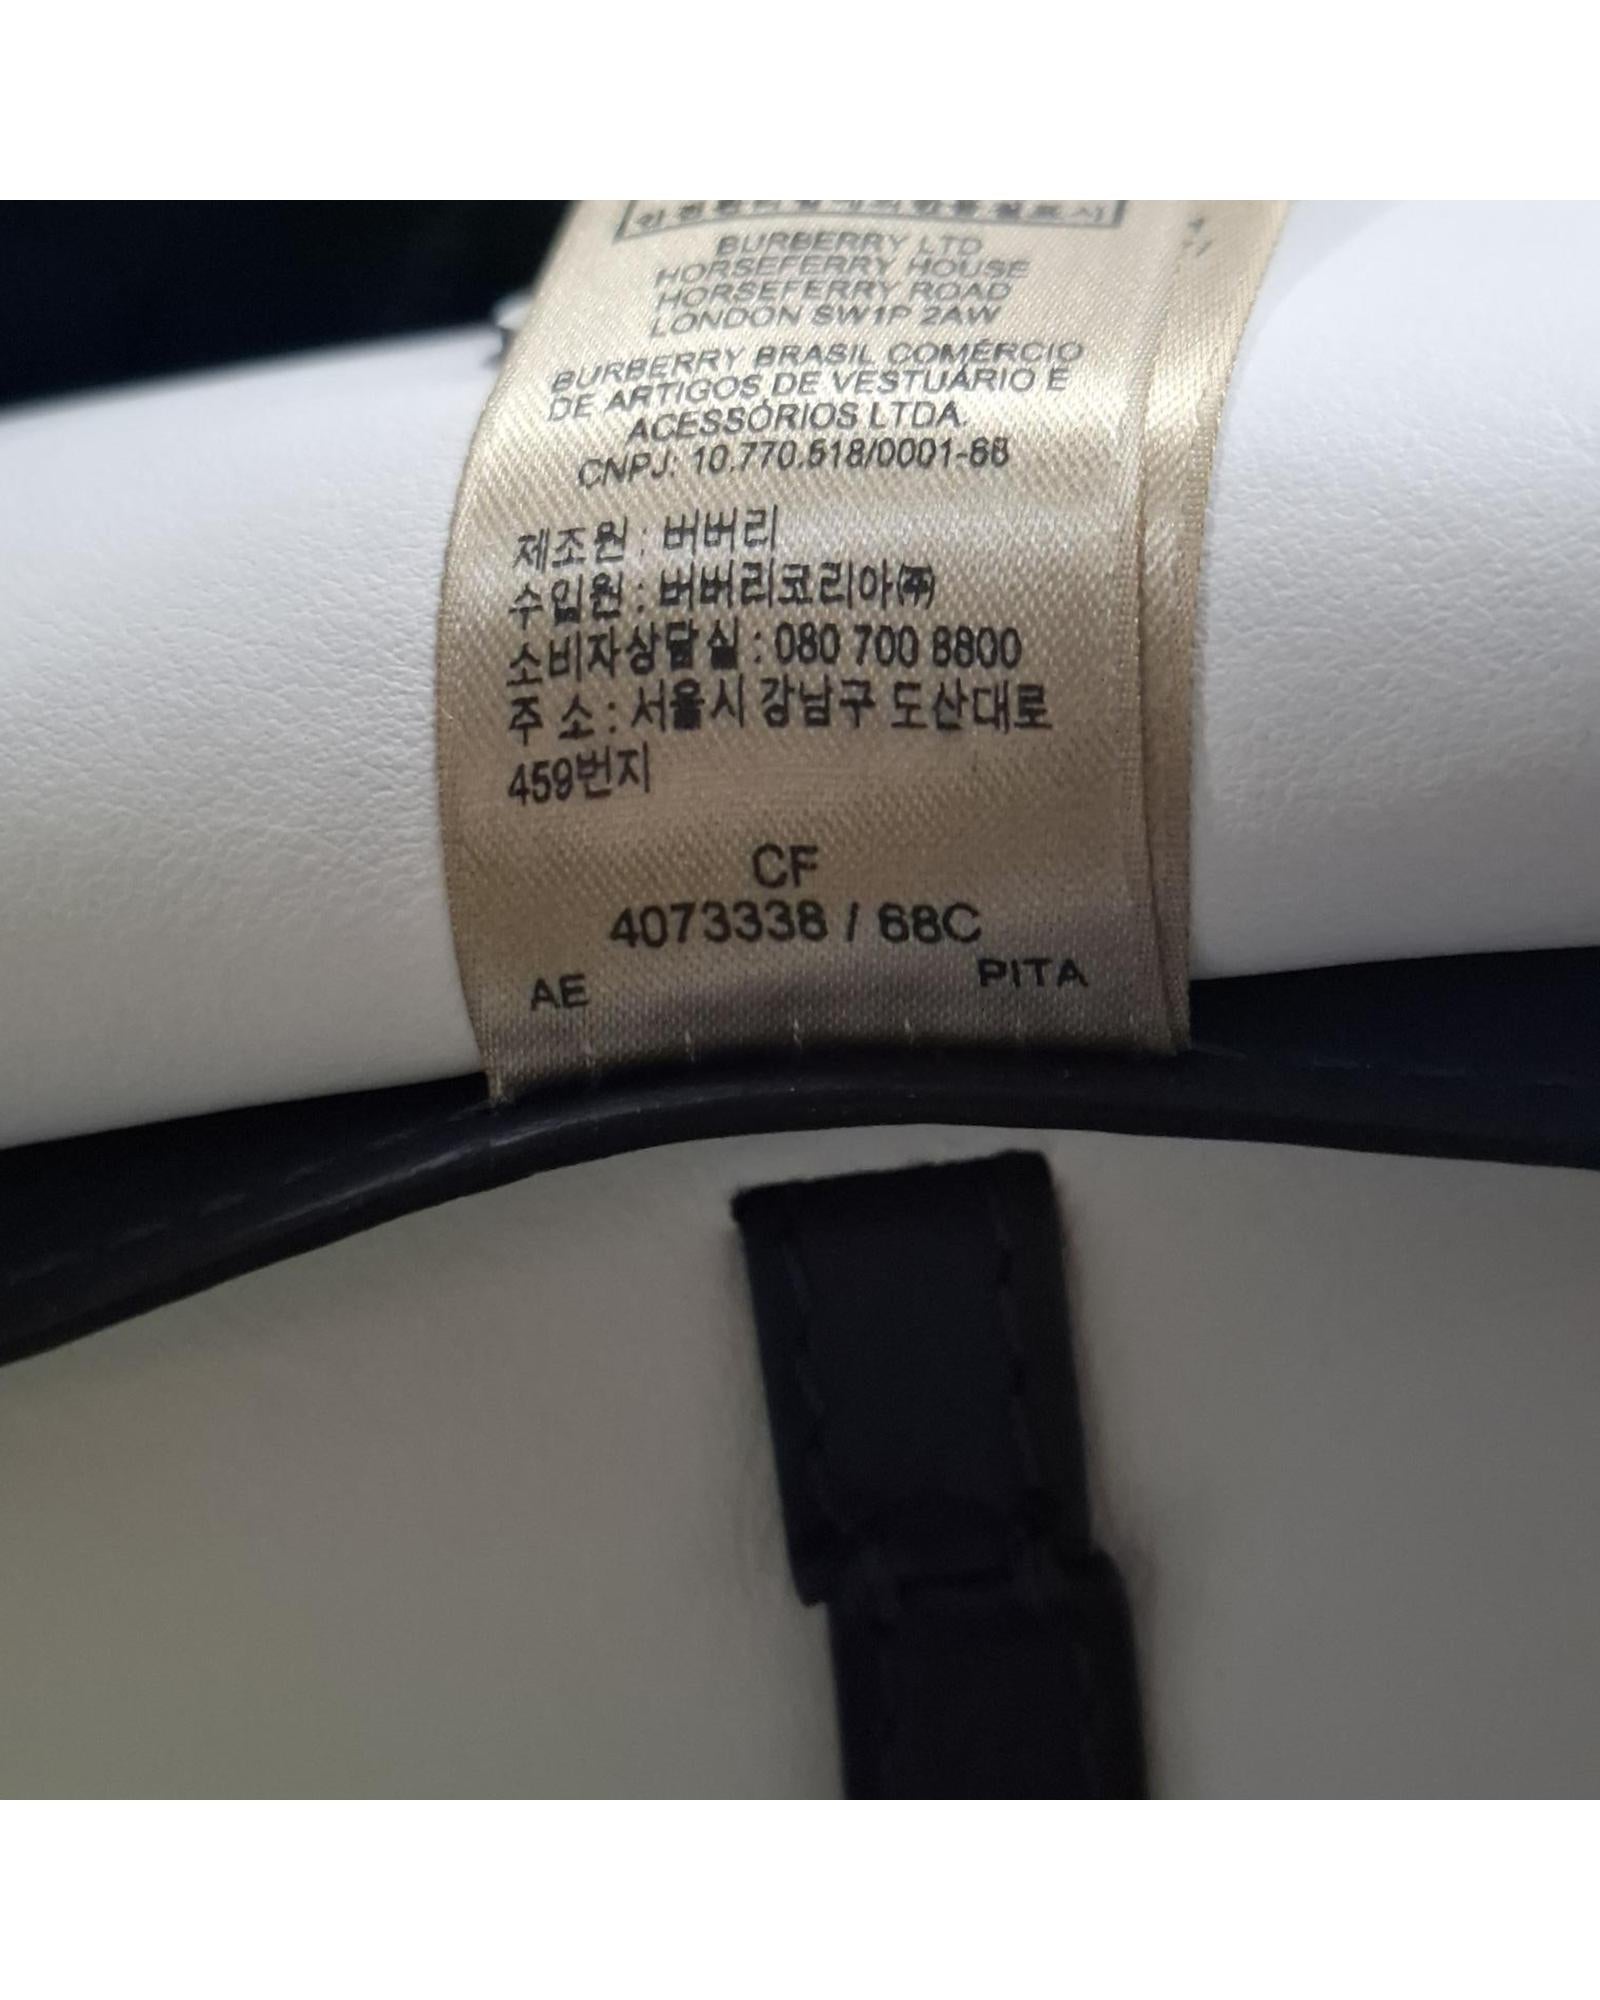 BURBERRY LTD
HORSEFERRY HOUSE
HORSEFERRY ROAD
LONDON SW1P 2AW
BURBERRY BRASIL COMÉRCIO
DE ARTIGOS DE VESTUÁRIO E
ACESSÓRIOS LTDA.
CNPJ: 10.770.518/0001-68
제조원 : 버버리
수입원 : 버버리코리아㈜
소비자상담실 : 080 700 8800
주 소 : 서울시 강남구 도산대로
459번지
CF
4073338 / 68C
AE PITA